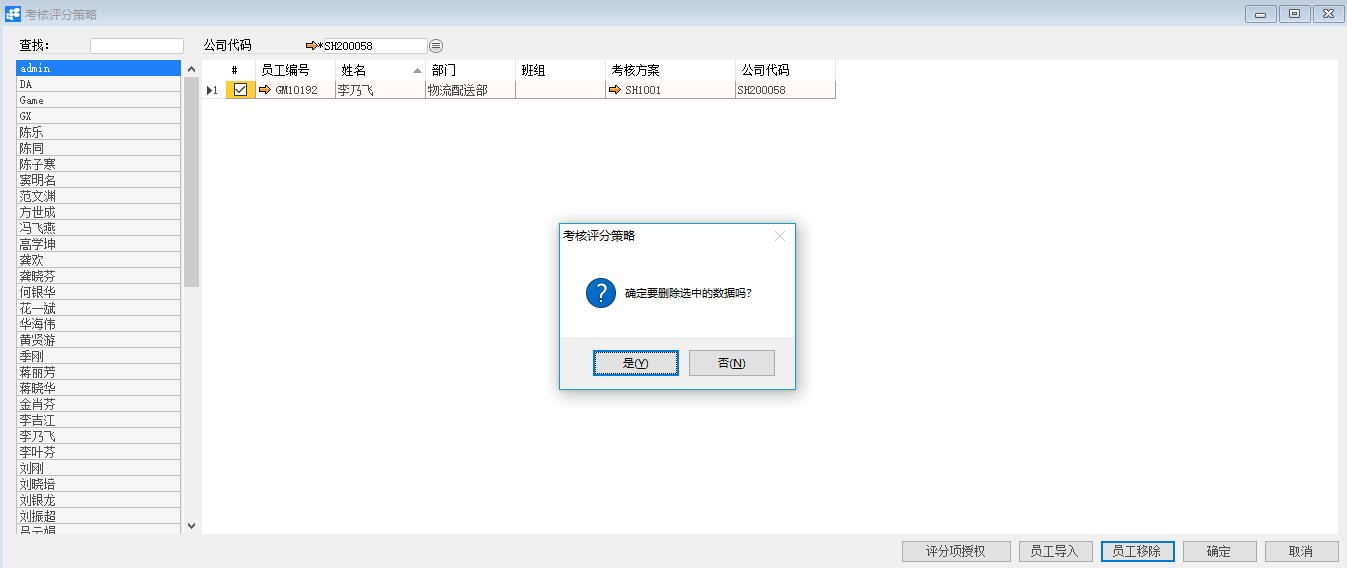 考核评分策略
查找：
公司代码 *SH200058
admin
DA
Game
GX
陈乐
陈同
陈子寒
窦明名
范文渊
方世成
冯飞燕
高学坤
龚欢
龚晓芬
何银华
花一斌
华海伟
黄贤游
季刚
蒋丽芳
蒋晓华
金肖芬
李吉江
李乃飞
李叶芬
刘刚
刘晓培
刘银龙
刘振超
吕云娟
# 员工编号 姓名 部门 班组 考核方案 公司代码
1 GM10192 李乃飞 物流配送部 SH1001 SH200058
考核评分策略
确定要删除选中的数据吗？
是(Y) 否(N)
评分项授权 员工导入 员工移除 确定 取消